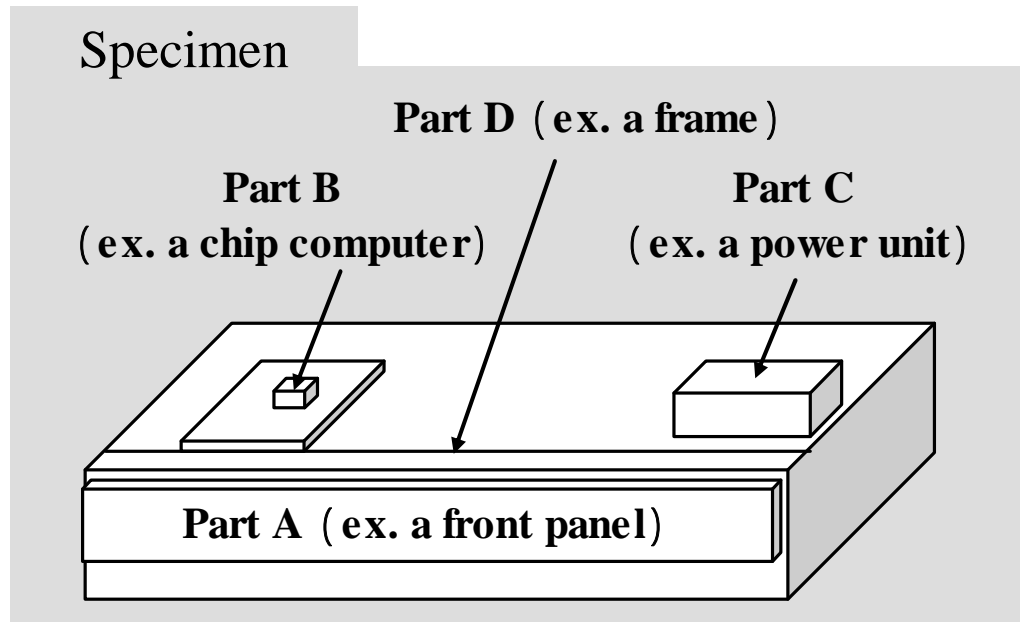 Specimen
Part D (ex. a frame)
Part B
(ex. a chip computer)
Part C
(ex. a power unit)
Part A (ex. a front panel)